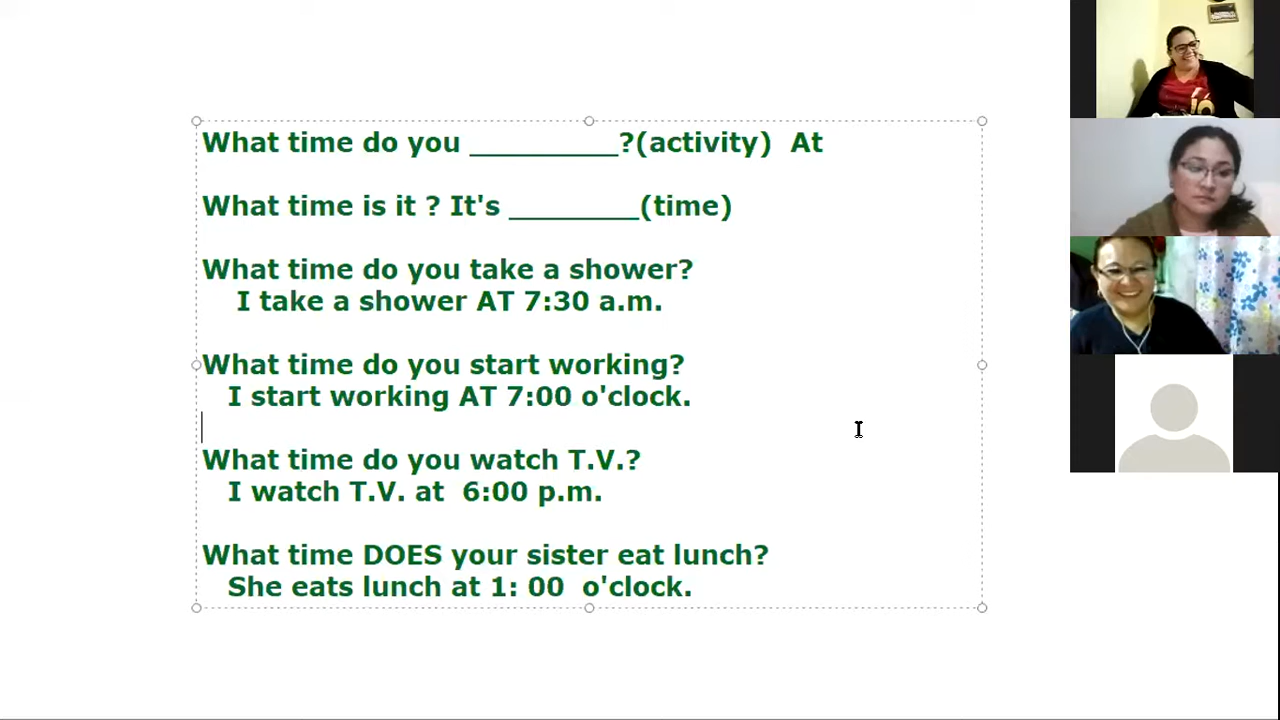 What time do you __________?(activity)  At
What time is it ? It's _________(time)
What time do you take a shower?
I take a shower AT 7:30 a.m.
What time do you start working?
I start working AT 7:00 o'clock.
What time do you watch T.V.?
I watch T.V. at  6:00 p.m.
What time DOES your sister eat lunch?
She eats lunch at 1: 00  o'clock.